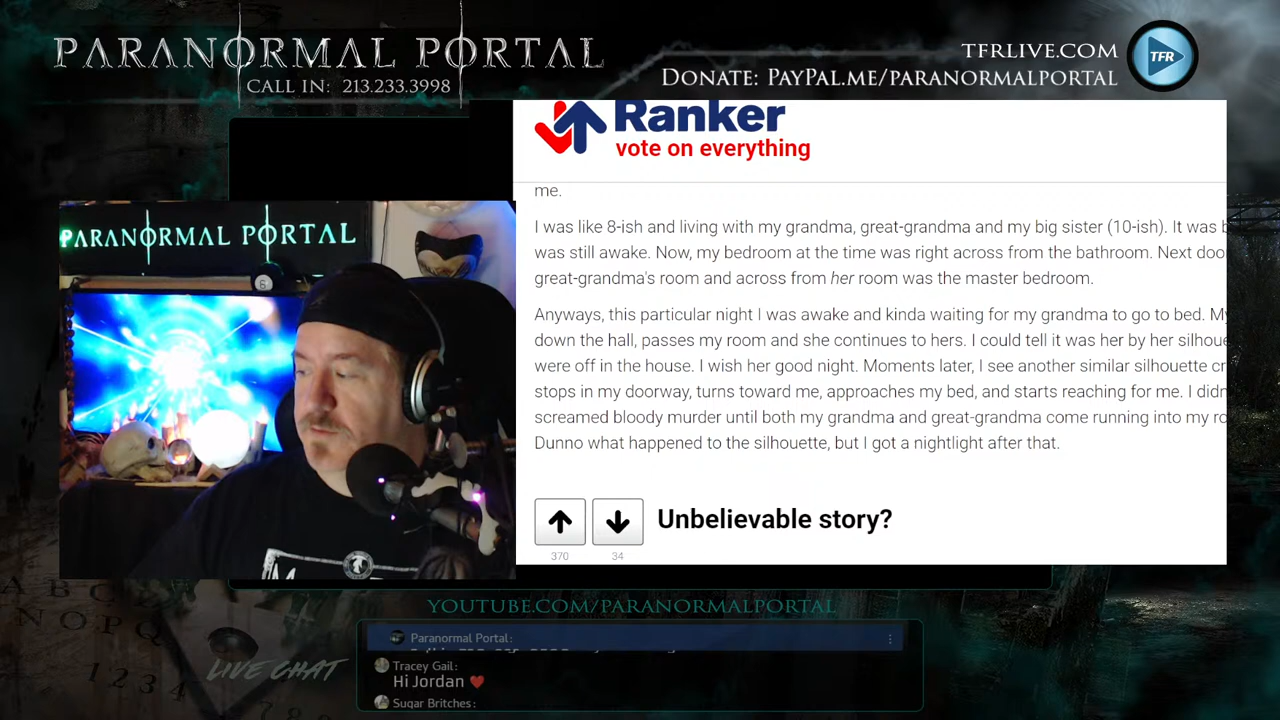 PARANORMAL PORTAL
CALL IN: 213.233.3998
TFRLIVE.COM
TFR
DONATE: PAYPAL.ME/PARANORMALPORTAL
Ranker
vote on everything
me.
I was like 8-ish and living with my grandma, great-grandma and my big sister (10-ish). It was
was still awake. Now, my bedroom at the time was right across from the bathroom. Next doo
great-grandma's room and across from her room was the master bedroom.
Anyways, this particular night I was awake and kinda waiting for my grandma to go to bed. My
down the hall, passes my room and she continues to hers. I could tell it was her by her silhoue
were off in the house. I wish her good night. Moments later, I see another similar silhouette cr
stops in my doorway, turns toward me, approaches my bed, and starts reaching for me. I didn
screamed bloody murder until both my grandma and great-grandma come running into my ro
Dunno what happened to the silhouette, but I got a nightlight after that.
Unbelievable story?
370
34
PARANORMAL PORTAL
6
YOUTUBE.COM/PARANORMALPORTAL
A B C
N O P Q
1 2 3 4
LIVE CHAT
Paranormal Portal:
Tracey Gail:
Hi Jordan ❤
Sugar Britches: